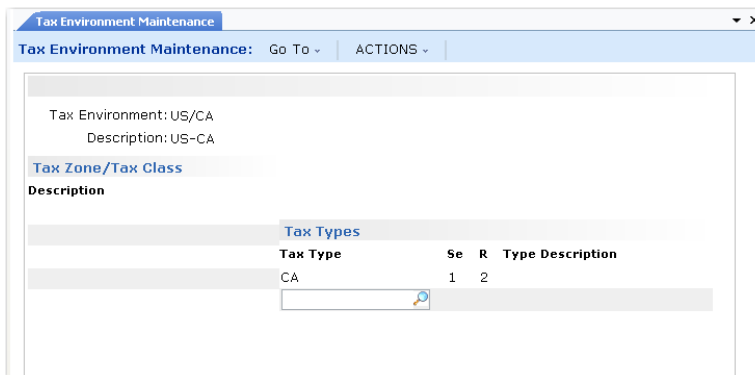 Tax Environment Maintenance
Tax Environment Maintenance: Go To ACTIONS
Tax Environment: US/CA
Description: US-CA
Tax Zone/Tax Class
Description
Tax Types
Tax Type Se R Type Description
CA 1 2